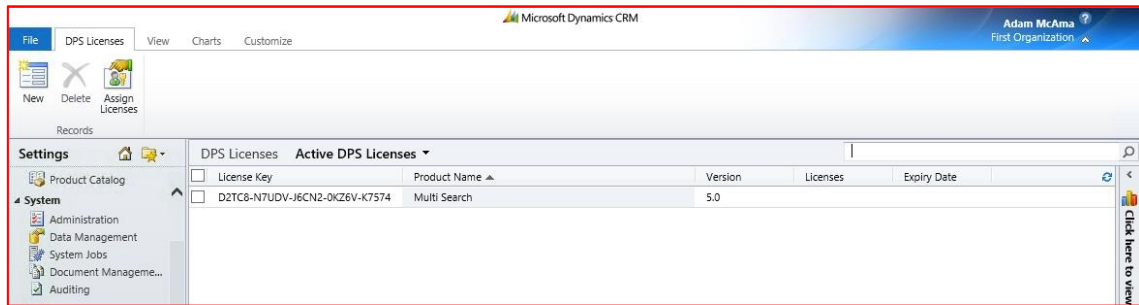 Microsoft Dynamics CRM
Adam McAma ?
First Organization
File DPS Licenses View Charts Customize
New Delete Assign Licenses
Records
Settings
DPS Licenses Active DPS Licenses
Product Catalog
License Key Product Name Version Licenses Expiry Date
System
D2TC8-N7UDV-J6CN2-0KZ6V-K7574 Multi Search 5.0
Administration
Data Management
System Jobs
Document Manageme...
Auditing
Click here to view